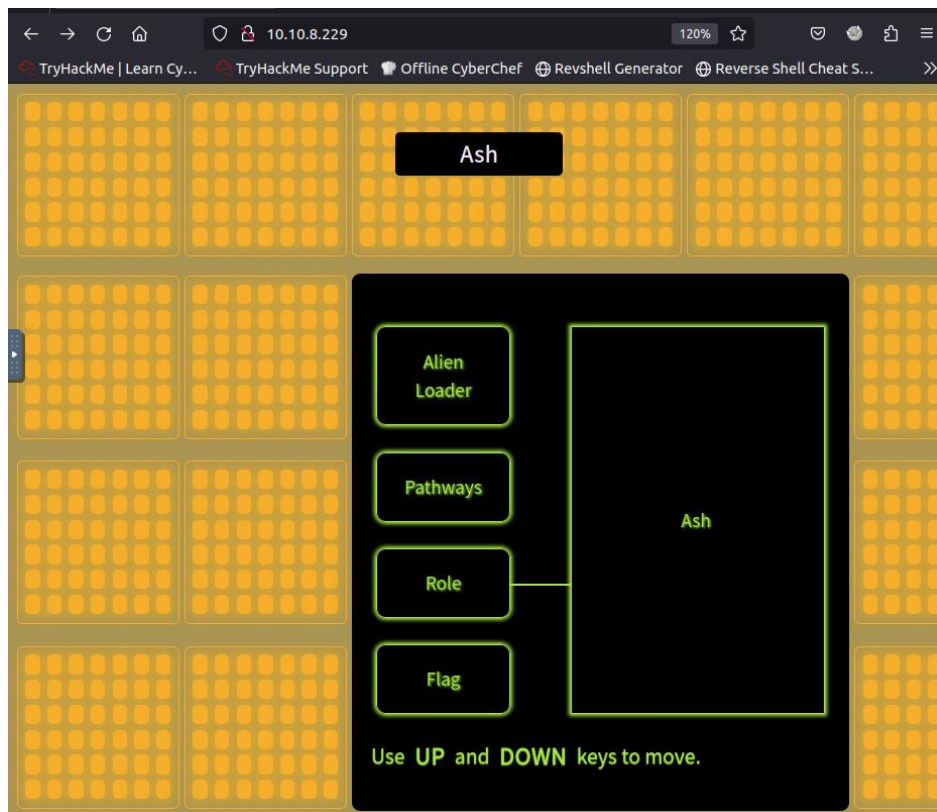 10.10.8.229
120%
TryHackMe | Learn Cy...
TryHackMe Support
Offline CyberChef
Revshell Generator
Reverse Shell Cheat S...
Ash
Alien
Loader
Pathways
Role
Ash
Flag
Use UP and DOWN keys to move.